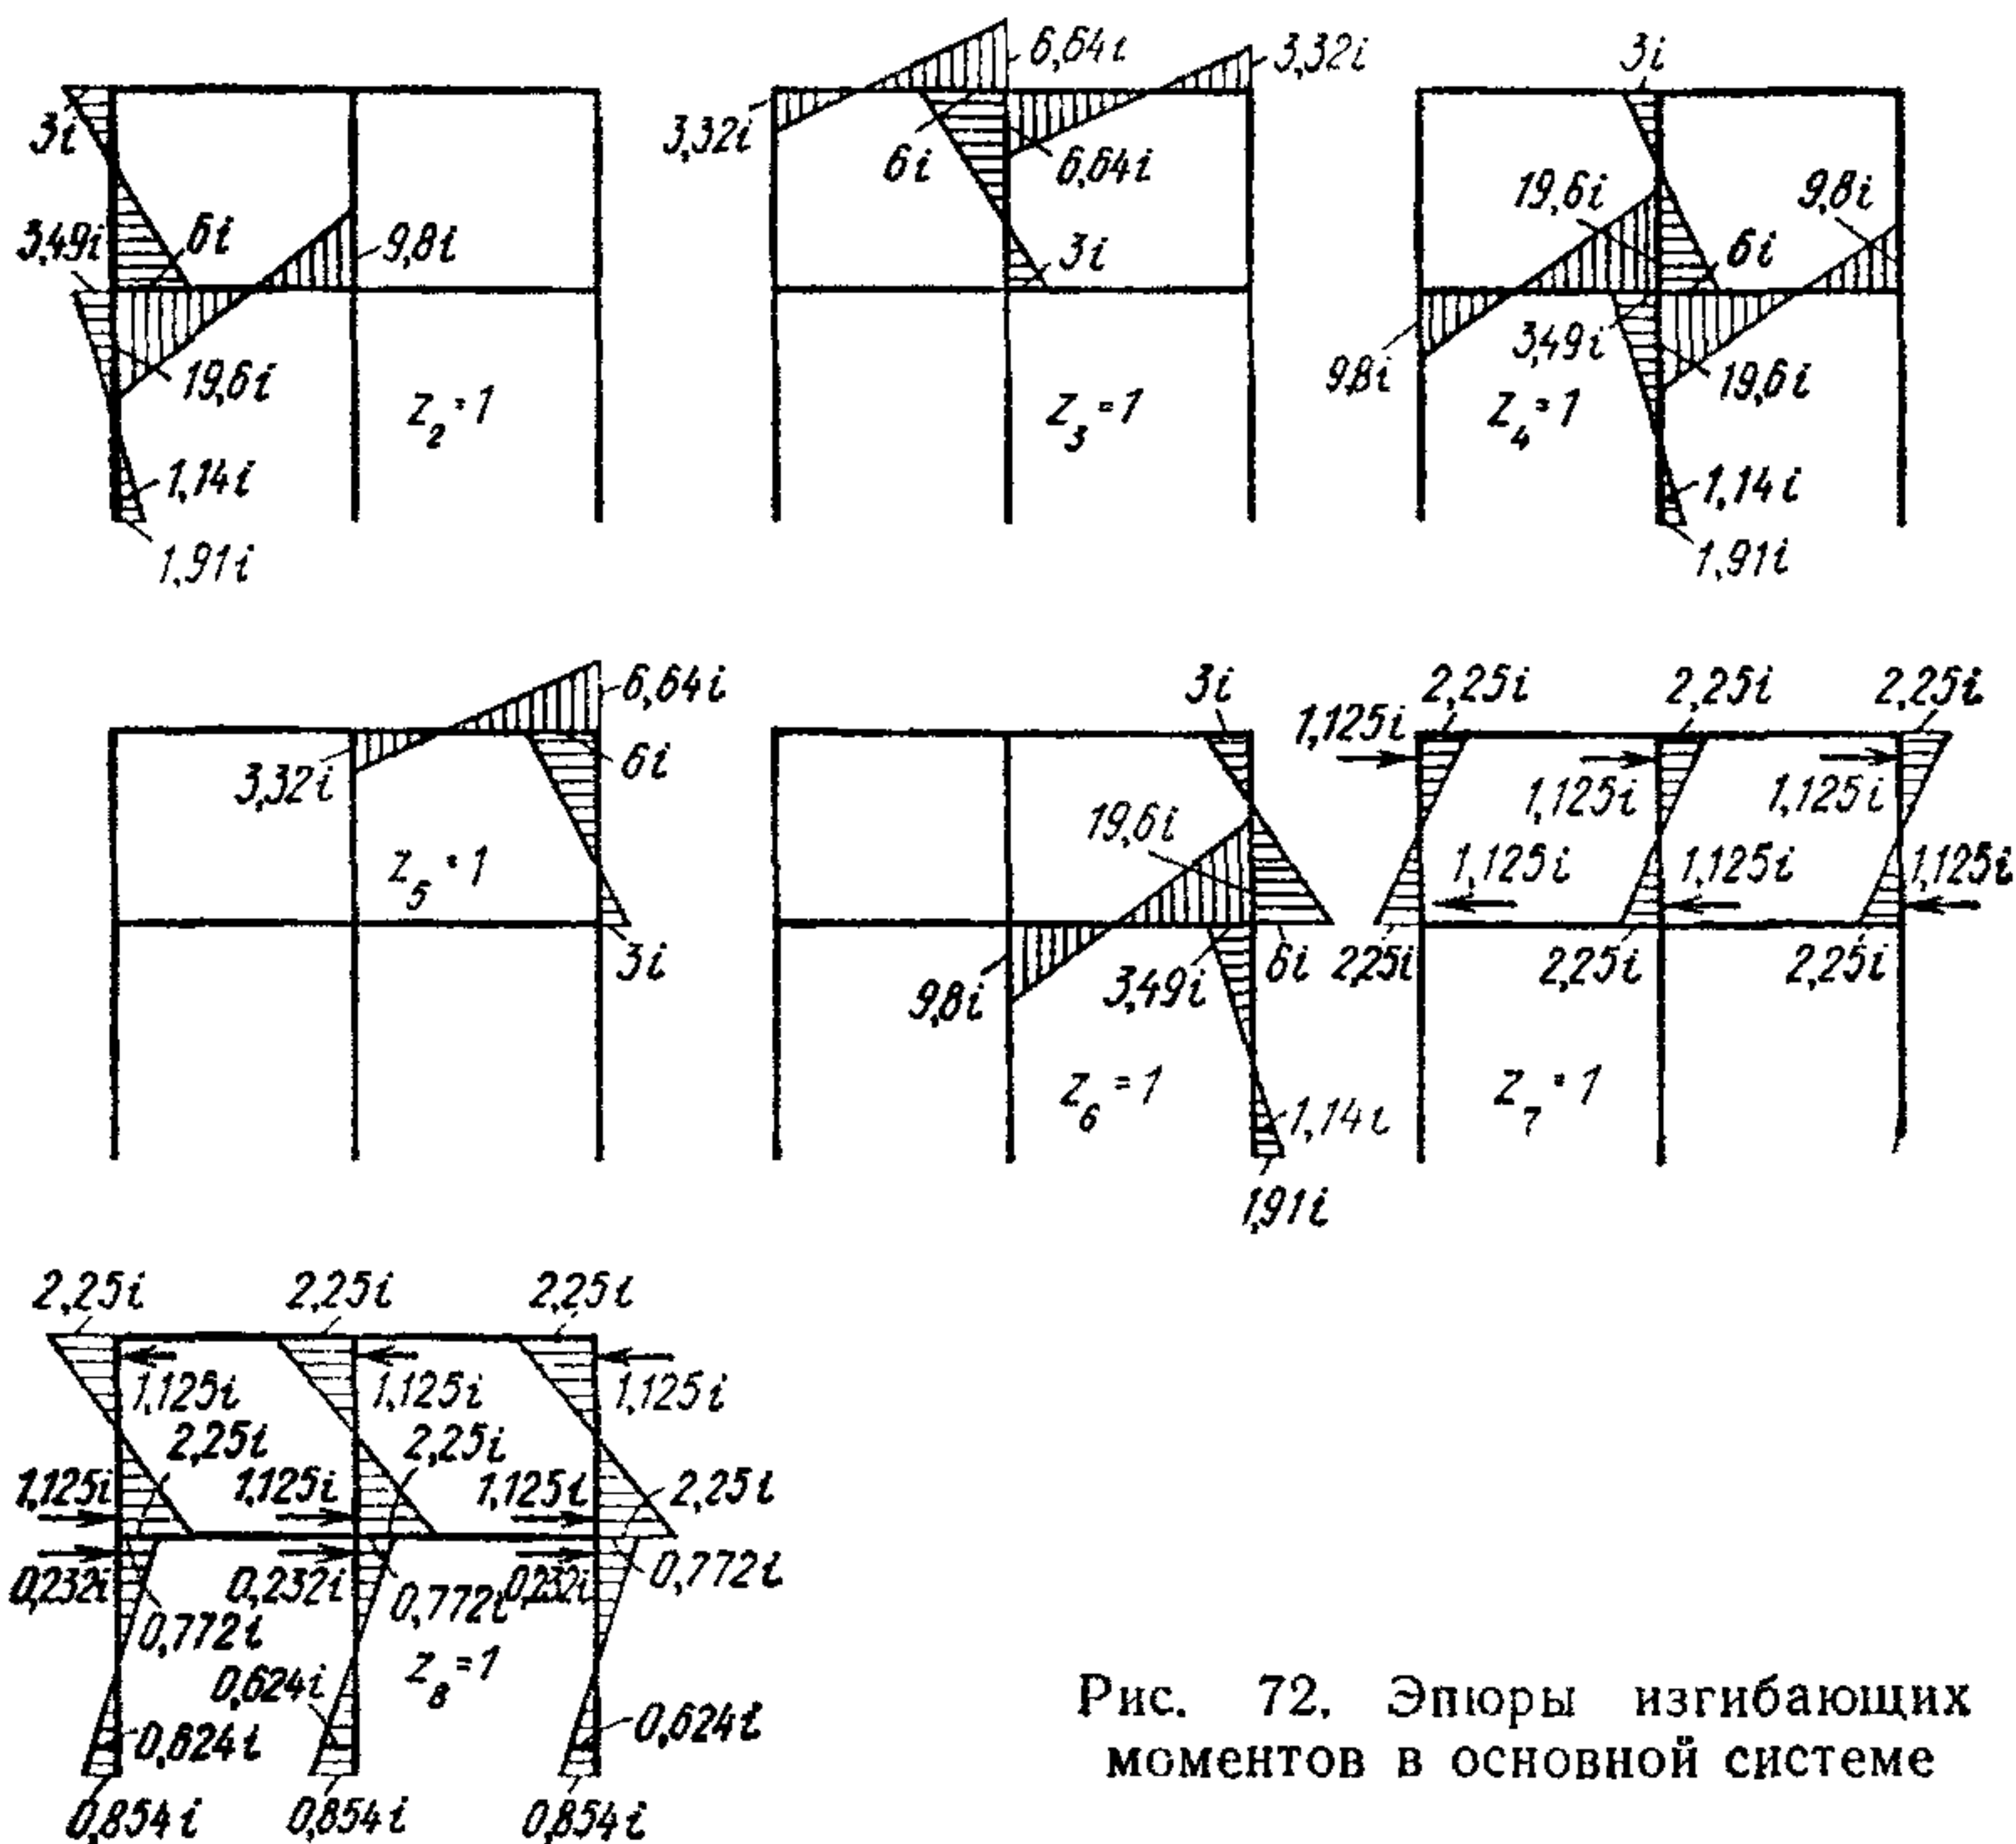 3i
3,49i
6i
9,8i
19,6i
z₂=1
1,14i
1,91i
6,64i
3,32i
3,32i
6i
6,64i
3i
z₃=1
3i
19,6i
9,8i
6i
3,49i
9,8i
19,6i
z₄=1
1,14i
1,91i
6,64i
6i
3,32i
z₅=1
3i
3i
19,6i
9,8i
3,49i
6i
z₆=1
1,14i
1,91i
2,25i
2,25i
2,25i
1,125i
1,125i
1,125i
1,125i
1,125i
1,125i
2,25i
2,25i
2,25i
z₇=1
2,25i
2,25i
2,25i
1,125i
1,125i
1,125i
2,25i
2,25i
2,25i
1,125i
1,125i
1,125i
0,232i
0,232i
0,232i
0,772i
0,772i
0,772i
z₈=1
0,624i
0,624i
0,624i
0,854i
0,854i
0,854i
Рис. 72. Эпюры изгибающих
моментов в основной системе